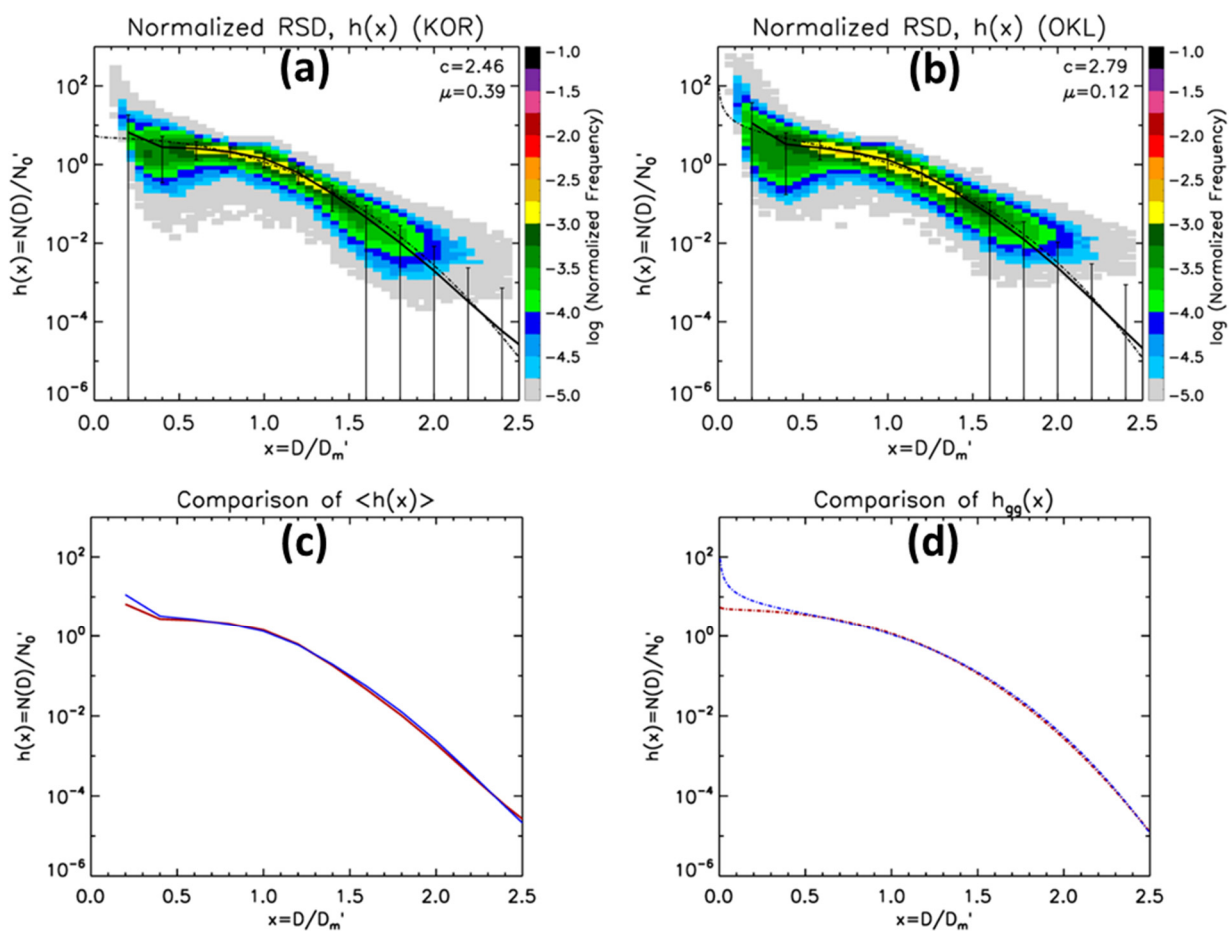 Normalized RSD, h(x) (KOR)
(a)
c=2.46
μ=0.39
10² 10⁰ 10⁻² 10⁻⁴ 10⁻⁶
h(x)=N(D)/N₀'
0.0 0.5 1.0 1.5 2.0 2.5
x=D/Dₘ'
-1.0 -1.5 -2.0 -2.5 -3.0 -3.5 -4.0 -4.5 -5.0
log (Normalized Frequency)
Normalized RSD, h(x) (OKL)
(b)
c=2.79
μ=0.12
10² 10⁰ 10⁻² 10⁻⁴ 10⁻⁶
h(x)=N(D)/N₀'
0.0 0.5 1.0 1.5 2.0 2.5
x=D/Dₘ'
-1.0 -1.5 -2.0 -2.5 -3.0 -3.5 -4.0 -4.5 -5.0
log (Normalized Frequency)
Comparison of <h(x)>
(c)
10² 10⁰ 10⁻² 10⁻⁴ 10⁻⁶
h(x)=N(D)/N₀'
0.0 0.5 1.0 1.5 2.0 2.5
x=D/Dₘ'
Comparison of h_gg(x)
(d)
10² 10⁰ 10⁻² 10⁻⁴ 10⁻⁶
h(x)=N(D)/N₀'
0.0 0.5 1.0 1.5 2.0 2.5
x=D/Dₘ'